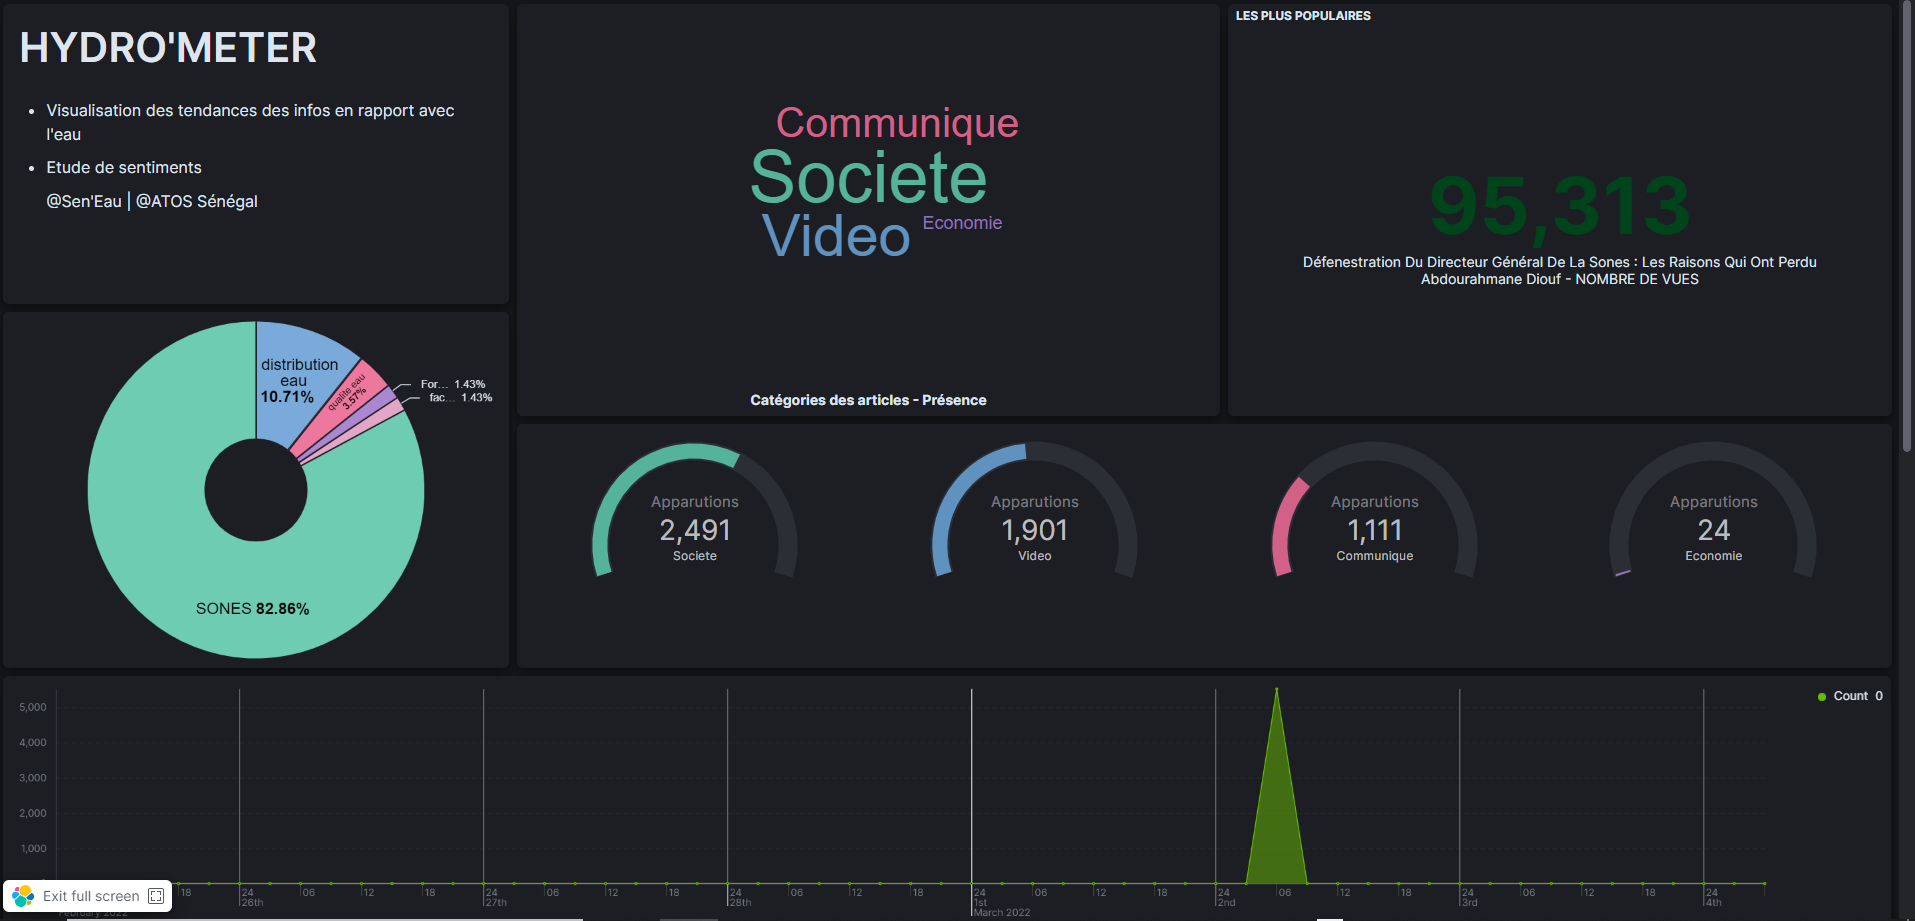 HYDRO'METER
Visualisation des tendances des infos en rapport avec
l'eau
Etude de sentiments
@Sen'Eau | @ATOS Sénégal
Communique
Societe
Video
Economie
Catégories des articles - Présence
LES PLUS POPULAIRES
95,313
Défenestration Du Directeur Général De La Sones : Les Raisons Qui Ont Perdu
Abdourahmane Diouf - NOMBRE DE VUES
distribution
eau
10.71%
qualite eau
3.57%
For... 1.43%
fac... 1.43%
SONES 82.86%
Apparutions
2,491
Societe
Apparutions
1,901
Video
Apparutions
1,111
Communique
Apparutions
24
Economie
Count 0
5,000
4,000
3,000
2,000
1,000
18 24 06 12 18 24 06 12 18 24 06 12 18 24 06 12 18 24 06 12 18 24 06 12 18 24
26th 27th 28th 1st 2nd 3rd 4th
February 2022 March 2022
Exit full screen